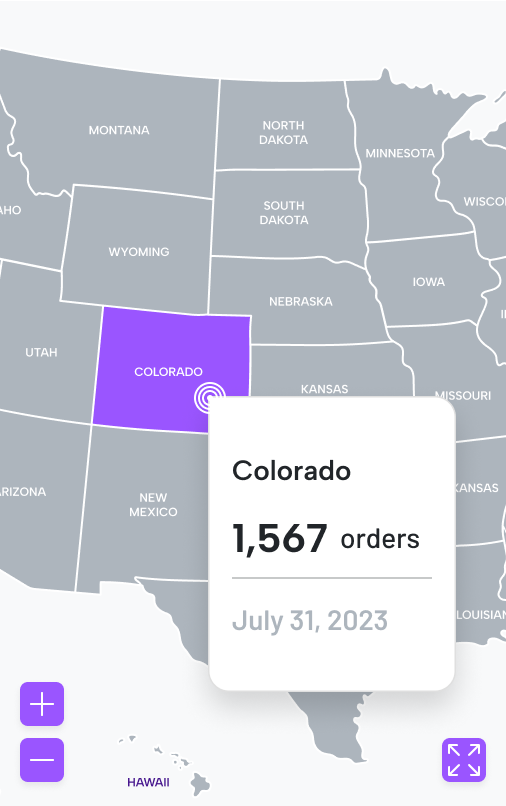 MONTANA
NORTH
DAKOTA
MINNESOTA
AHO
SOUTH
DAKOTA
WISCO
WYOMING
NEBRASKA
IOWA
UTAH
COLORADO
KANSAS
MISSOURI
Colorado
1,567 orders
July 31, 2023
RIZONA
NEW
MEXICO
KANSAS
LOUISIAN
HAWAII